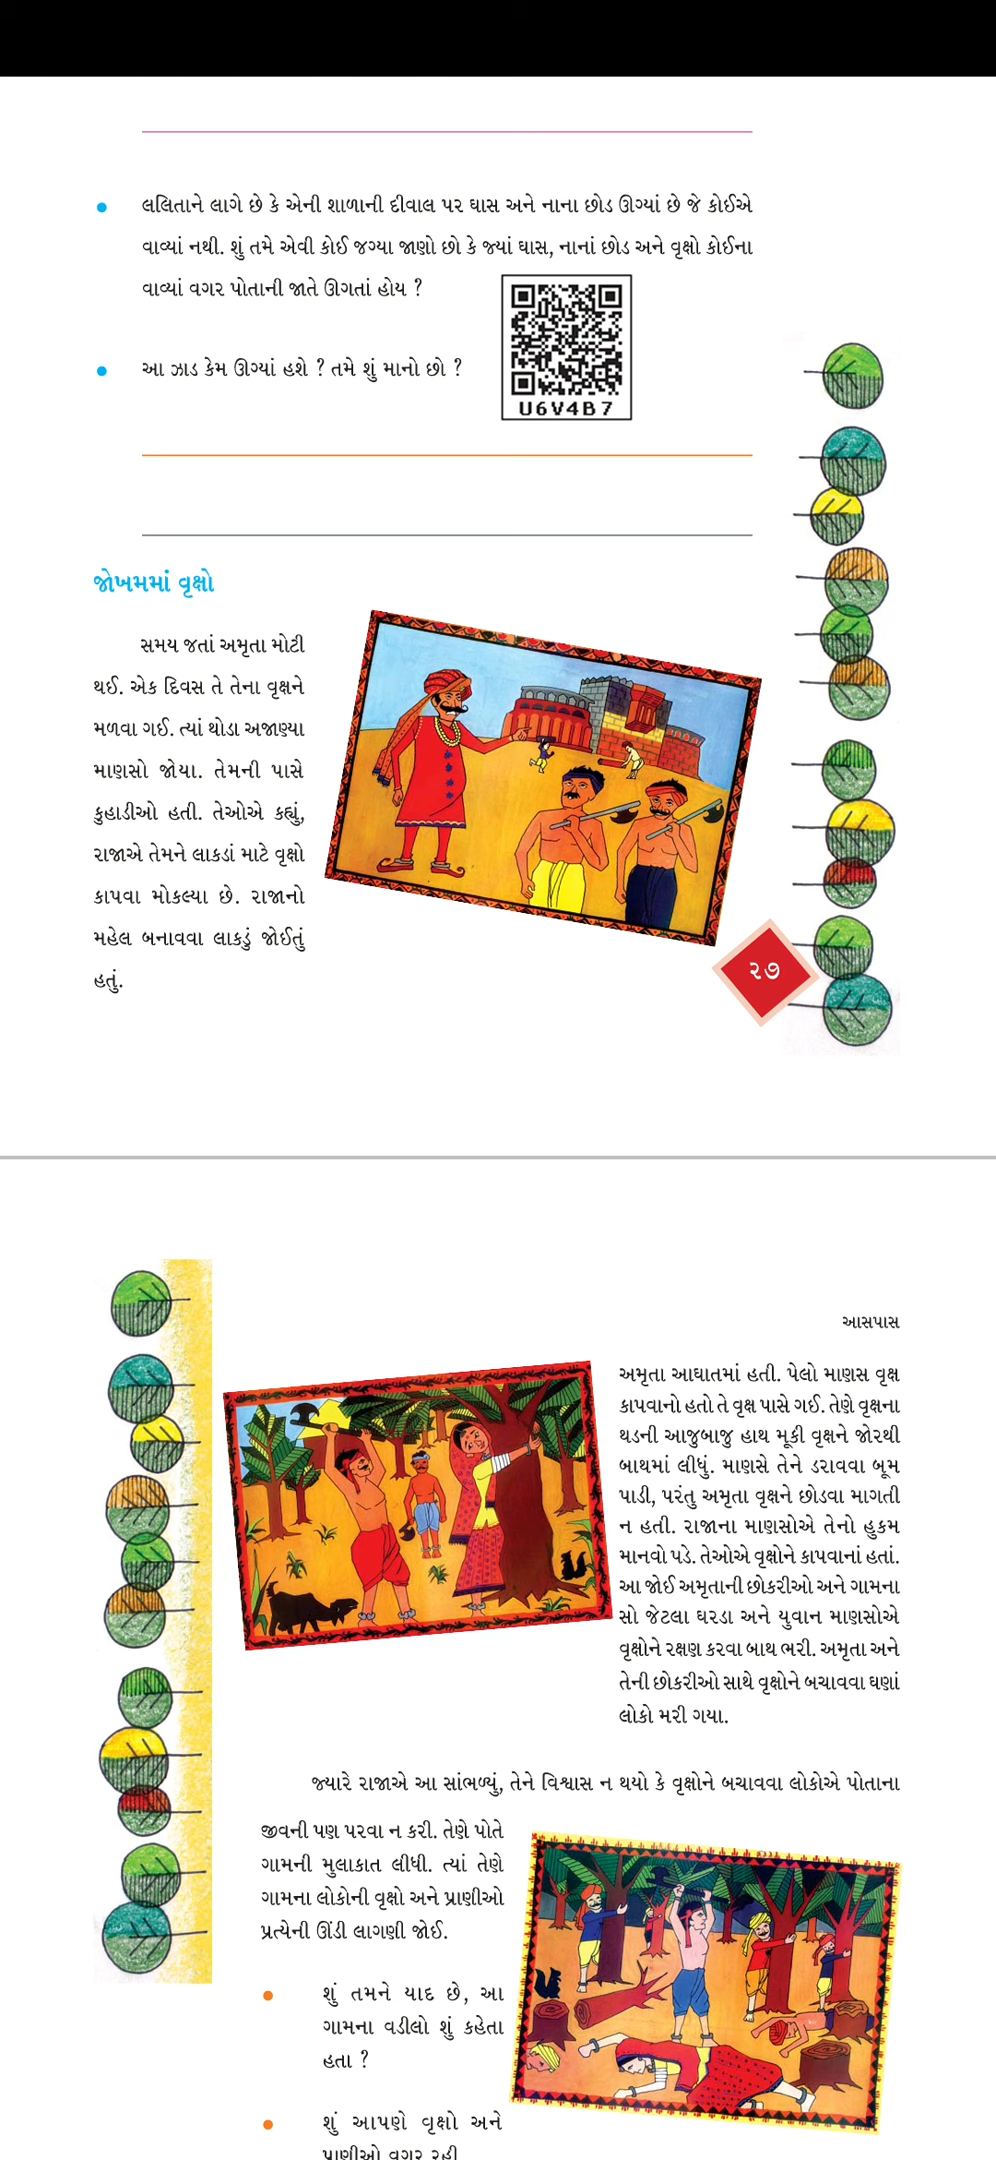 લલિતાને લાગે છે કે એની શાળાની દીવાલ પર ઘાસ અને નાના છોડ ઊગ્યાં છે જે કોઈએ
વાવ્યાં નથી. શું તમે એવી કોઈ જગ્યા જાણો છો કે જ્યાં ઘાસ, નાનાં છોડ અને વૃક્ષો કોઈના
વાવ્યાં વગર પોતાની જાતે ઊગતાં હોય ?
U6V4B7
આ ઝાડ કેમ ઊગ્યાં હશે ? તમે શું માનો છો ?
જોખમમાં વૃક્ષો
સમય જતાં અમૃતા મોટી
થઈ. એક દિવસ તે તેના વૃક્ષને
મળવા ગઈ. ત્યાં થોડા અજાણ્યા
માણસો જોયા. તેમની પાસે
કુહાડીઓ હતી. તેઓએ કહ્યું,
રાજાએ તેમને લાકડાં માટે વૃક્ષો
કાપવા મોકલ્યા છે. રાજાનો
મહેલ બનાવવા લાકડું જોઈતું
હતું.
૨૭
આસપાસ
અમૃતા આઘાતમાં હતી. પેલો માણસ વૃક્ષ
કાપવાનો હતો તે વૃક્ષ પાસે ગઈ. તેણે વૃક્ષના
થડની આજુબાજુ હાથ મૂકી વૃક્ષને જોરથી
બાથમાં લીધું. માણસે તેને ડરાવવા બૂમ
પાડી, પરંતુ અમૃતા વૃક્ષને છોડવા માગતી
ન હતી. રાજાના માણસોએ તેનો હુકમ
માનવો પડે. તેઓએ વૃક્ષોને કાપવાનાં હતાં.
આ જોઈ અમૃતાની છોકરીઓ અને ગામના
સો જેટલા ઘરડા અને યુવાન માણસોએ
વૃક્ષોને રક્ષણ કરવા બાથ ભરી. અમૃતા અને
તેની છોકરીઓ સાથે વૃક્ષોને બચાવવા ઘણાં
લોકો મરી ગયા.
જ્યારે રાજાએ આ સાંભળ્યું, તેને વિશ્વાસ ન થયો કે વૃક્ષોને બચાવવા લોકોએ પોતાના
જીવની પણ પરવા ન કરી. તેણે પોતે
ગામની મુલાકાત લીધી. ત્યાં તેણે
ગામના લોકોની વૃક્ષો અને પ્રાણીઓ
પ્રત્યેની ઊંડી લાગણી જોઈ.
શું તમને યાદ છે, આ
ગામના વડીલો શું કહેતા
હતા ?
શું આપણે વૃક્ષો અને
પ્રાણીઓ વગર રહી